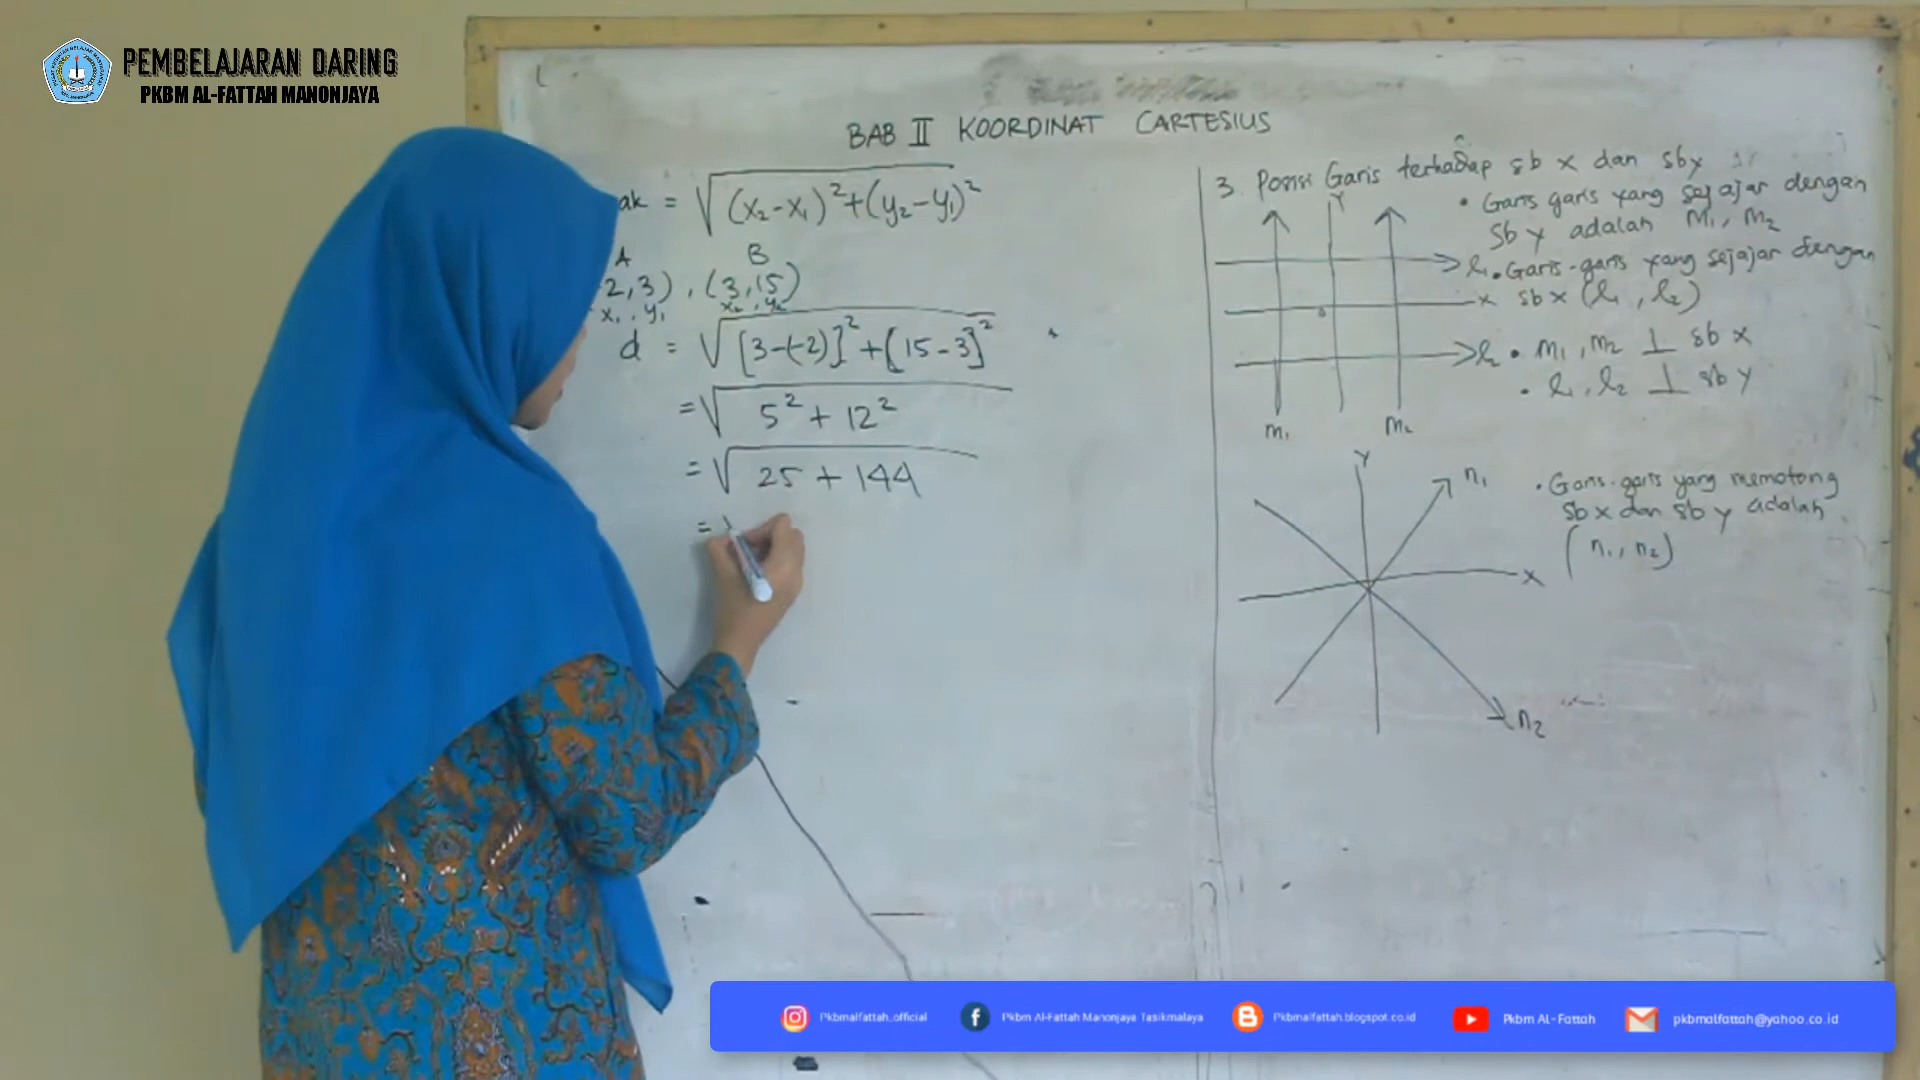 PEMBELAJARAN DARING
PKBM AL-FATTAH MANONJAYA
BAB II KOORDINAT CARTESIUS
ak = √(x₂-x₁)²+(y₂-y₁)²
A B
2,3), (3,15)
x₁, y₁ x₂, y₂
d = √[3-(-2)]²+[15-3]²
= √5² + 12²
= √25 + 144
=
3. Posisi Garis terhadap sb x dan sb y
• Garis garis yang sejajar dengan
sb y adalah m₁, m₂
• Garis-garis yang sejajar dengan
sb x (l₁, l₂)
• m₁, m₂ ⊥ sb x
• l₁, l₂ ⊥ sb y
Y
l₁
x
l₂
m₁ m₂
Y
n₁
x
n₂
• Garis-garis yang memotong
sb x dan sb y adalah
(n₁, n₂)
Pkbmalfattah_official
Pkbm Al-Fattah Manonjaya Tasikmalaya
Pkbmalfattah.blogspot.co.id
Pkbm AL-Fattah
pkbmalfattah@yahoo.co.id